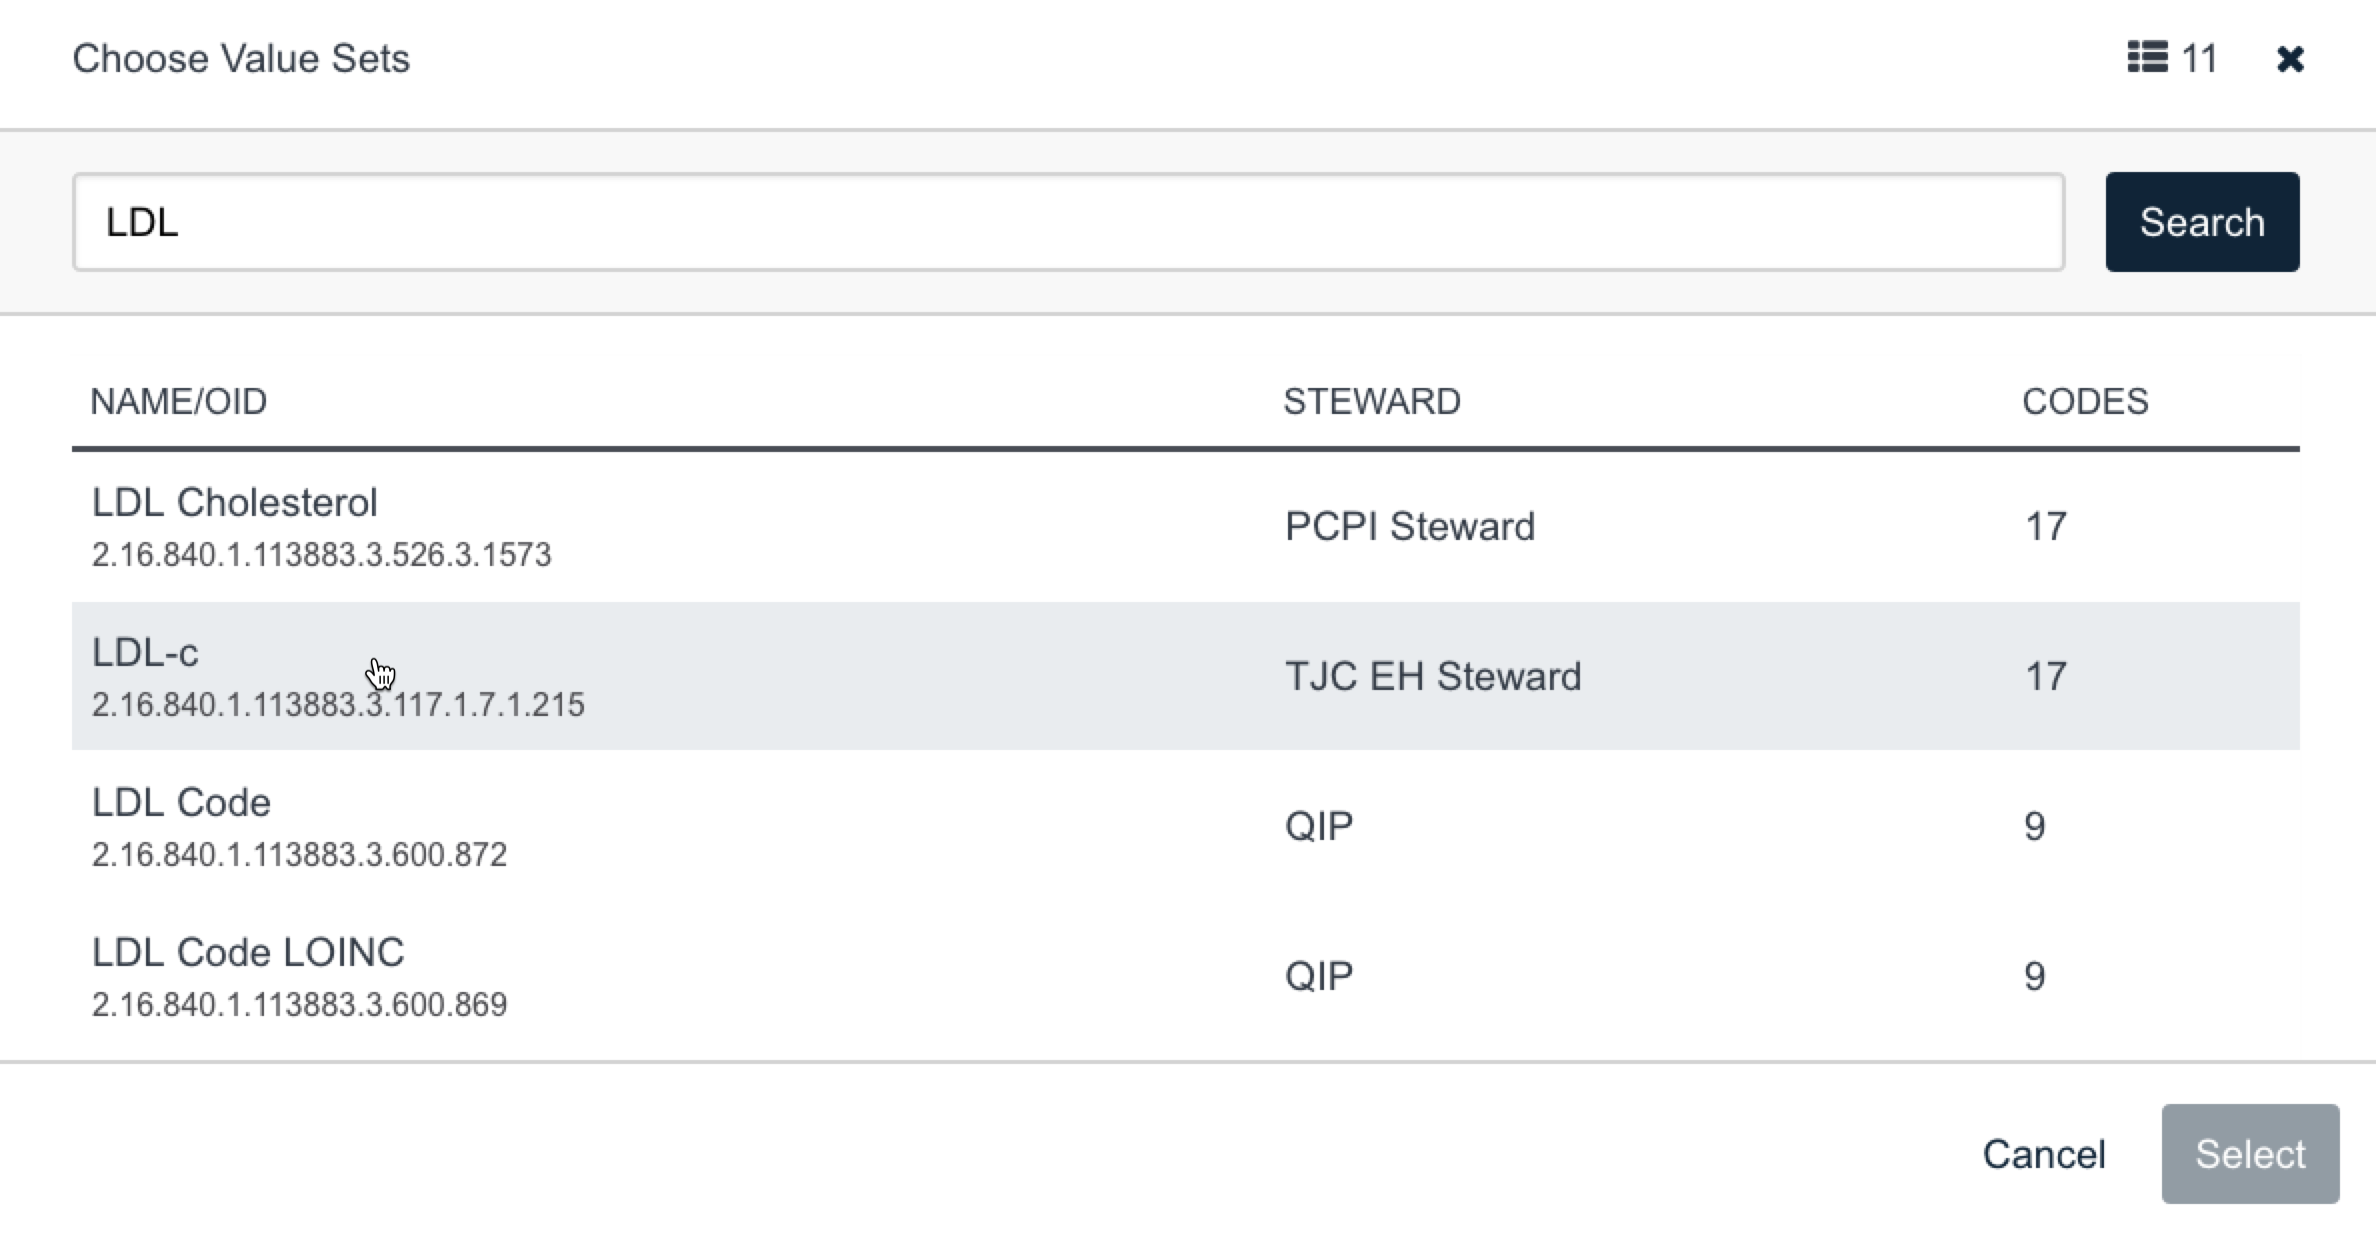 Choose Value Sets
11
LDL
Search
NAME/OID STEWARD CODES
LDL Cholesterol
2.16.840.1.113883.3.526.3.1573
PCPI Steward 17
LDL-c
2.16.840.1.113883.3.117.1.7.1.215
TJC EH Steward 17
LDL Code
2.16.840.1.113883.3.600.872
QIP 9
LDL Code LOINC
2.16.840.1.113883.3.600.869
QIP 9
Cancel Select